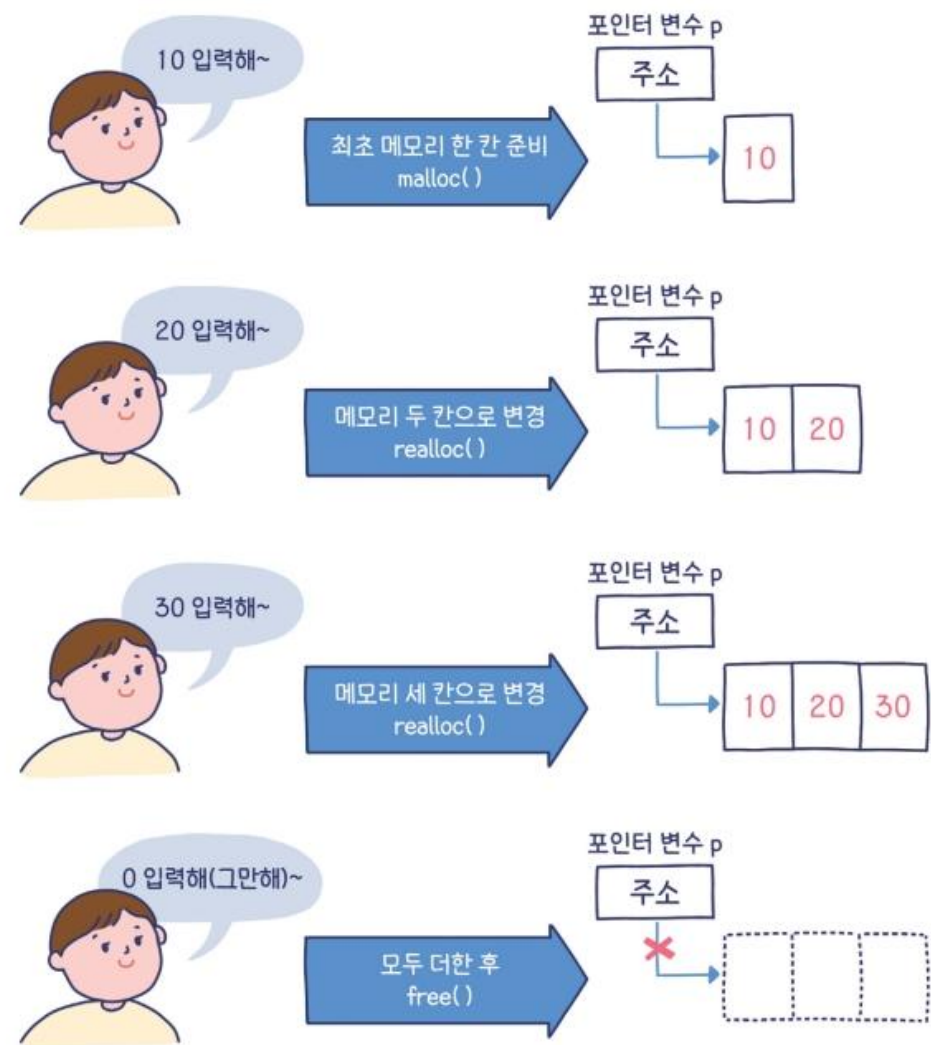 10 입력해~
최초 메모리 한 칸 준비
malloc( )
포인터 변수 p
주소
10
20 입력해~
메모리 두 칸으로 변경
realloc( )
포인터 변수 p
주소
10 20
30 입력해~
메모리 세 칸으로 변경
realloc( )
포인터 변수 p
주소
10 20 30
0 입력해(그만해)~
모두 더한 후
free( )
포인터 변수 p
주소